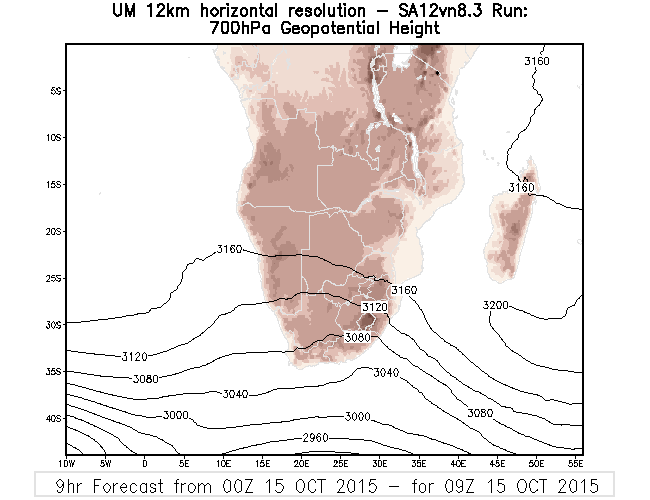 UM 12km horizontal resolution – SA12vn8.3 Run:
700hPa Geopotential Height
3160
5S
10S
15S
3160
20S
3160
25S
3160
3200
3120
30S
3080
3120
35S
3080
3040
3040
3080
40S
3000
3000
2960
10W 5W 0 5E 10E 15E 20E 25E 30E 35E 40E 45E 50E 55E
9hr Forecast from 00Z 15 OCT 2015 – for 09Z 15 OCT 2015